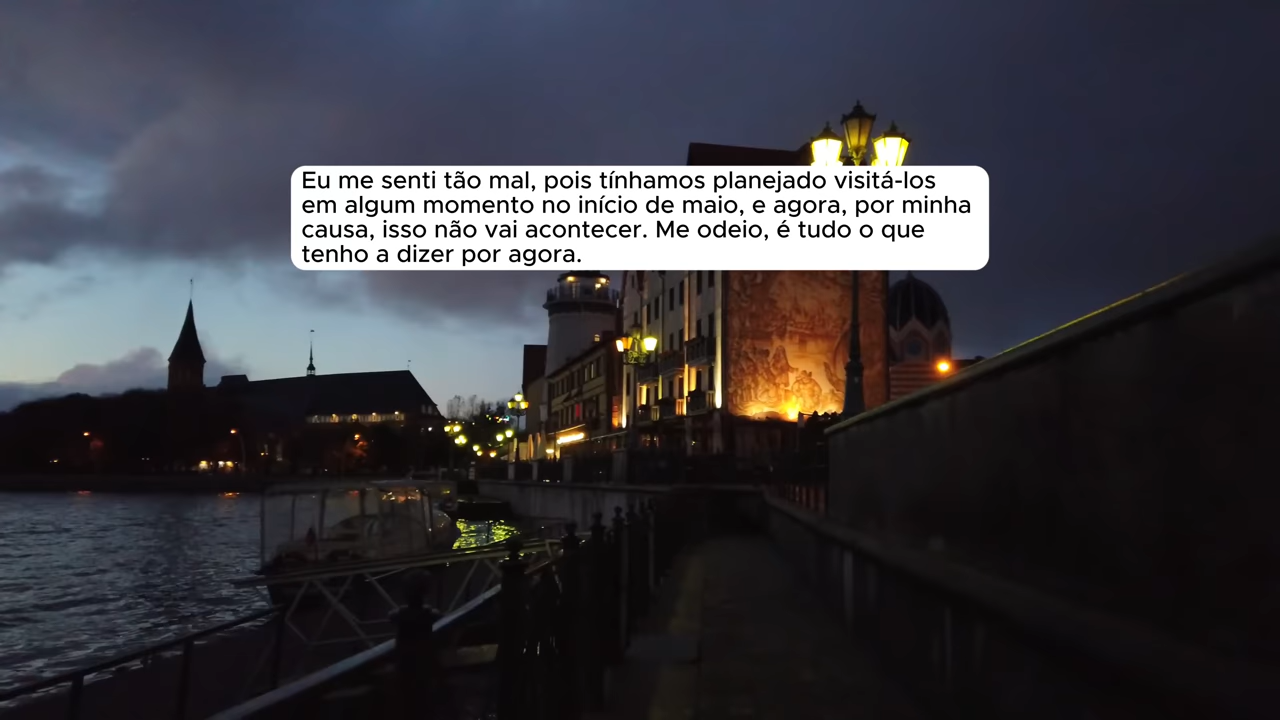 Eu me senti tão mal, pois tínhamos planejado visitá-los
em algum momento no início de maio, e agora, por minha
causa, isso não vai acontecer. Me odeio, é tudo o que
tenho a dizer por agora.